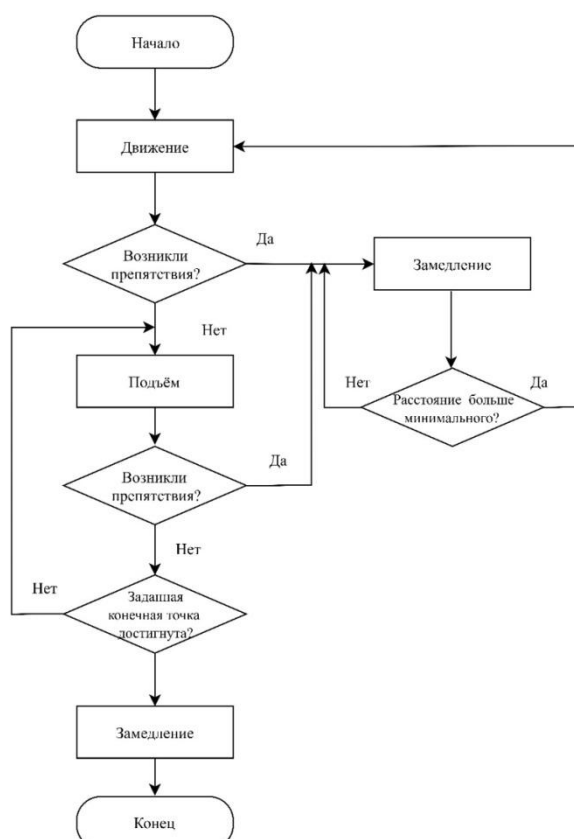 Начало
Движение
Возникли
препятствия?
Да
Замедление
Нет
Подъём
Нет
Расстояние больше
минимального?
Да
Возникли
препятствия?
Да
Нет
Заданная
конечная точка
достигнута?
Нет
Замедление
Конец